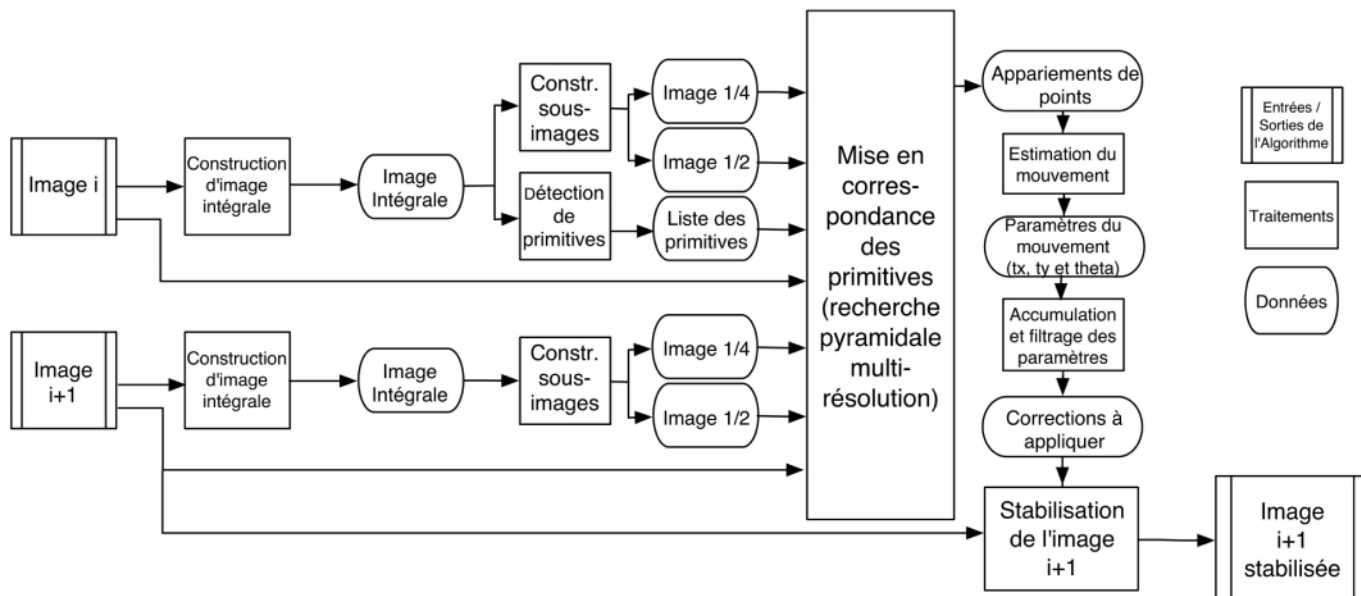 Image i
Construction
d'image
intégrale
Image
Intégrale
Constr.
sous-
images
Image 1/4
Image 1/2
Détection
de
primitives
Liste des
primitives
Image
i+1
Construction
d'image
intégrale
Image
Intégrale
Constr.
sous-
images
Image 1/4
Image 1/2
Mise en
corres-
pondance
des
primitives
(recherche
pyramidale
multi-
résolution)
Appariements de
points
Estimation du
mouvement
Paramètres du
mouvement
(tx, ty et theta)
Accumulation
et filtrage des
paramètres
Corrections à
appliquer
Stabilisation
de l'image
i+1
Image
i+1
stabilisée
Entrées /
Sorties de
l'Algorithme
Traitements
Données